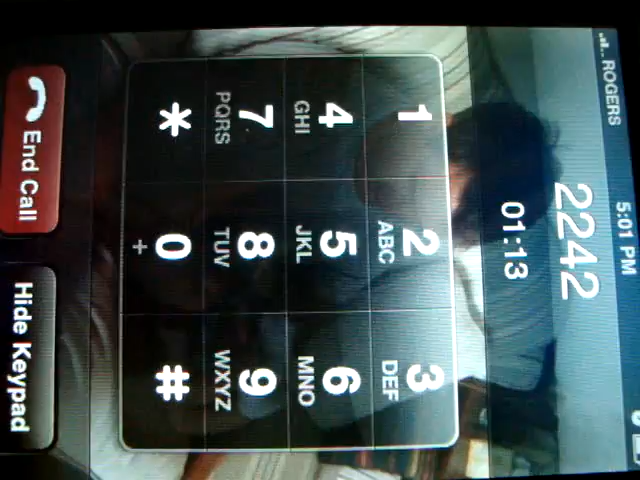 ROGERS 5:01 PM
2242
01:13
1 2 3
ABC DEF
4 5 6
GHI JKL MNO
7 8 9
PQRS TUV WXYZ
* 0 #
+
End Call Hide Keypad